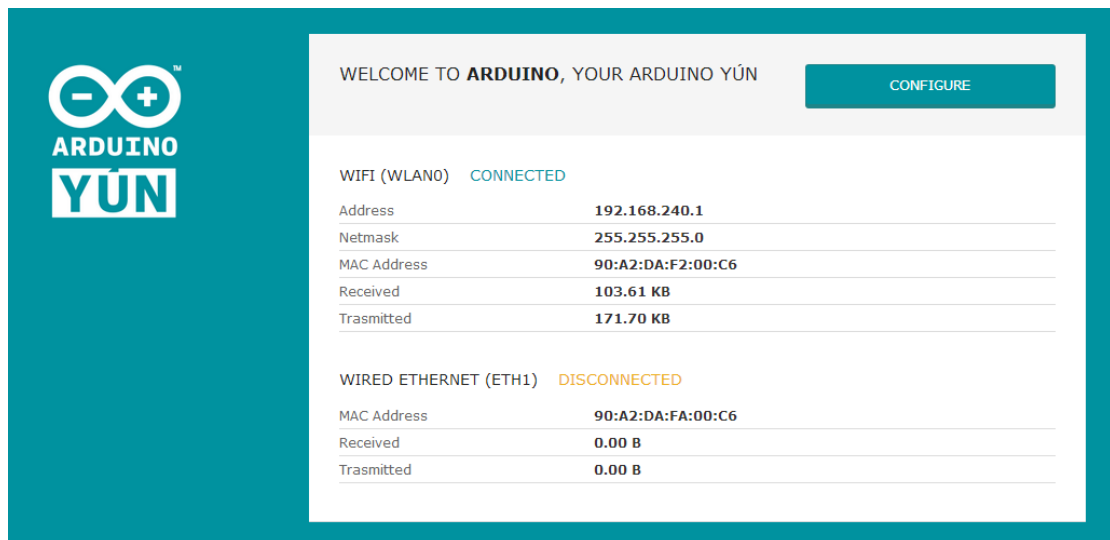 ™
ARDUINO
YÚN
WELCOME TO ARDUINO, YOUR ARDUINO YÚN
CONFIGURE
WIFI (WLAN0) CONNECTED
Address 192.168.240.1
Netmask 255.255.255.0
MAC Address 90:A2:DA:F2:00:C6
Received 103.61 KB
Trasmitted 171.70 KB
WIRED ETHERNET (ETH1) DISCONNECTED
MAC Address 90:A2:DA:FA:00:C6
Received 0.00 B
Trasmitted 0.00 B